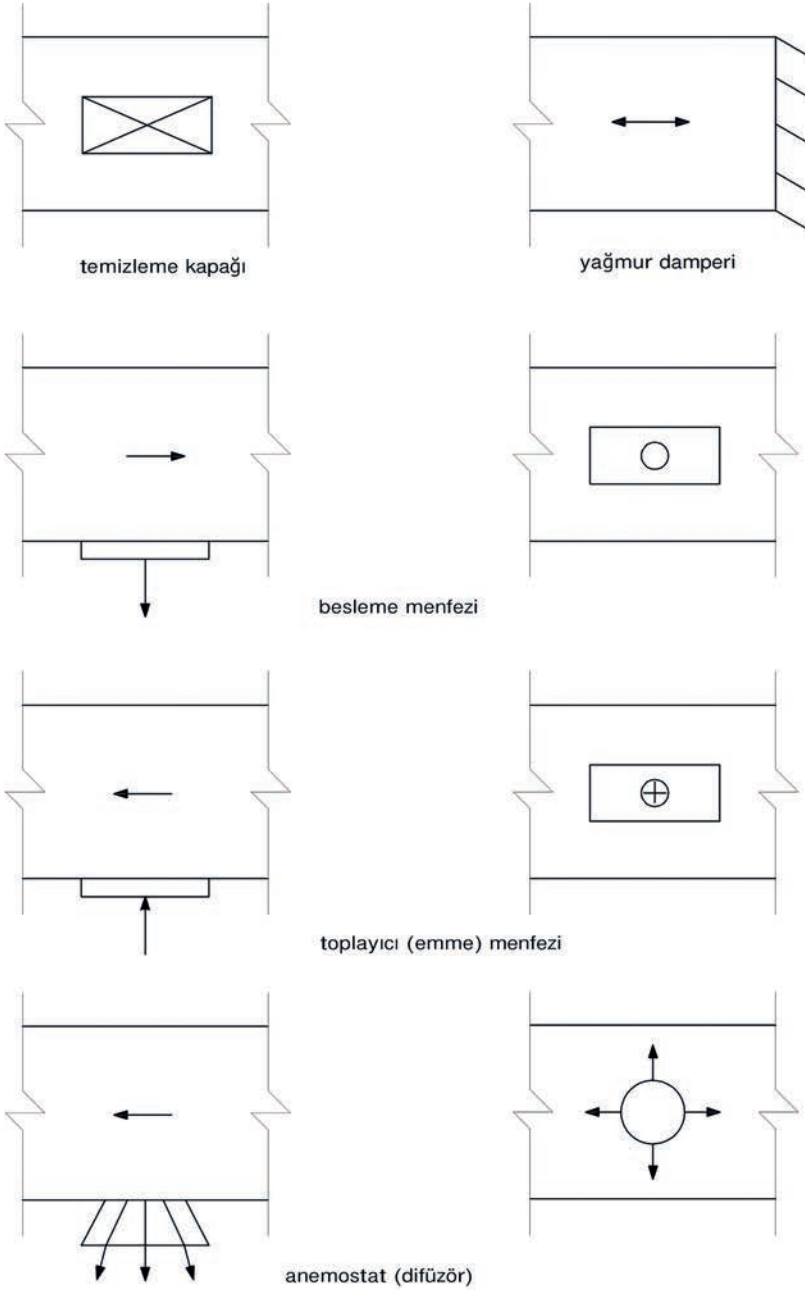 temizleme kapağı
yağmur damperi
besleme menfezi
toplayıcı (emme) menfezi
anemostat (difüzör)